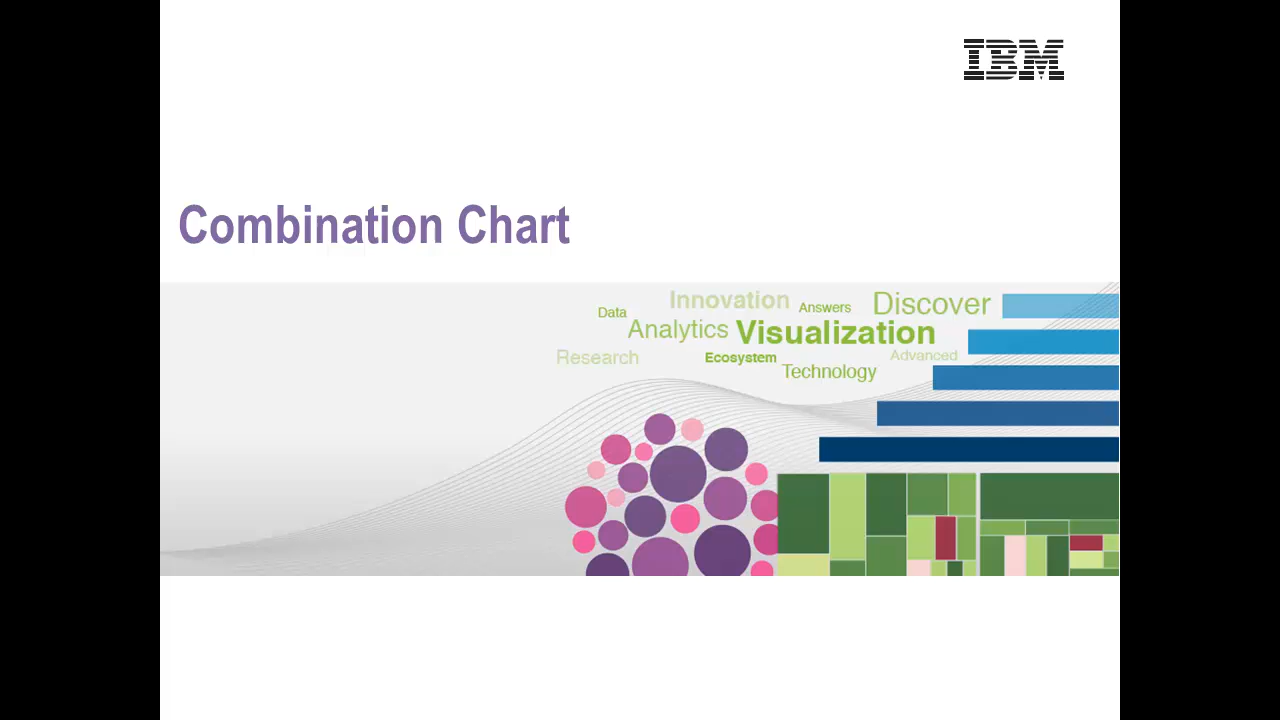 IBM
Combination Chart
Innovation
Answers
Discover
Data
Analytics
Visualization
Research
Ecosystem
Advanced
Technology